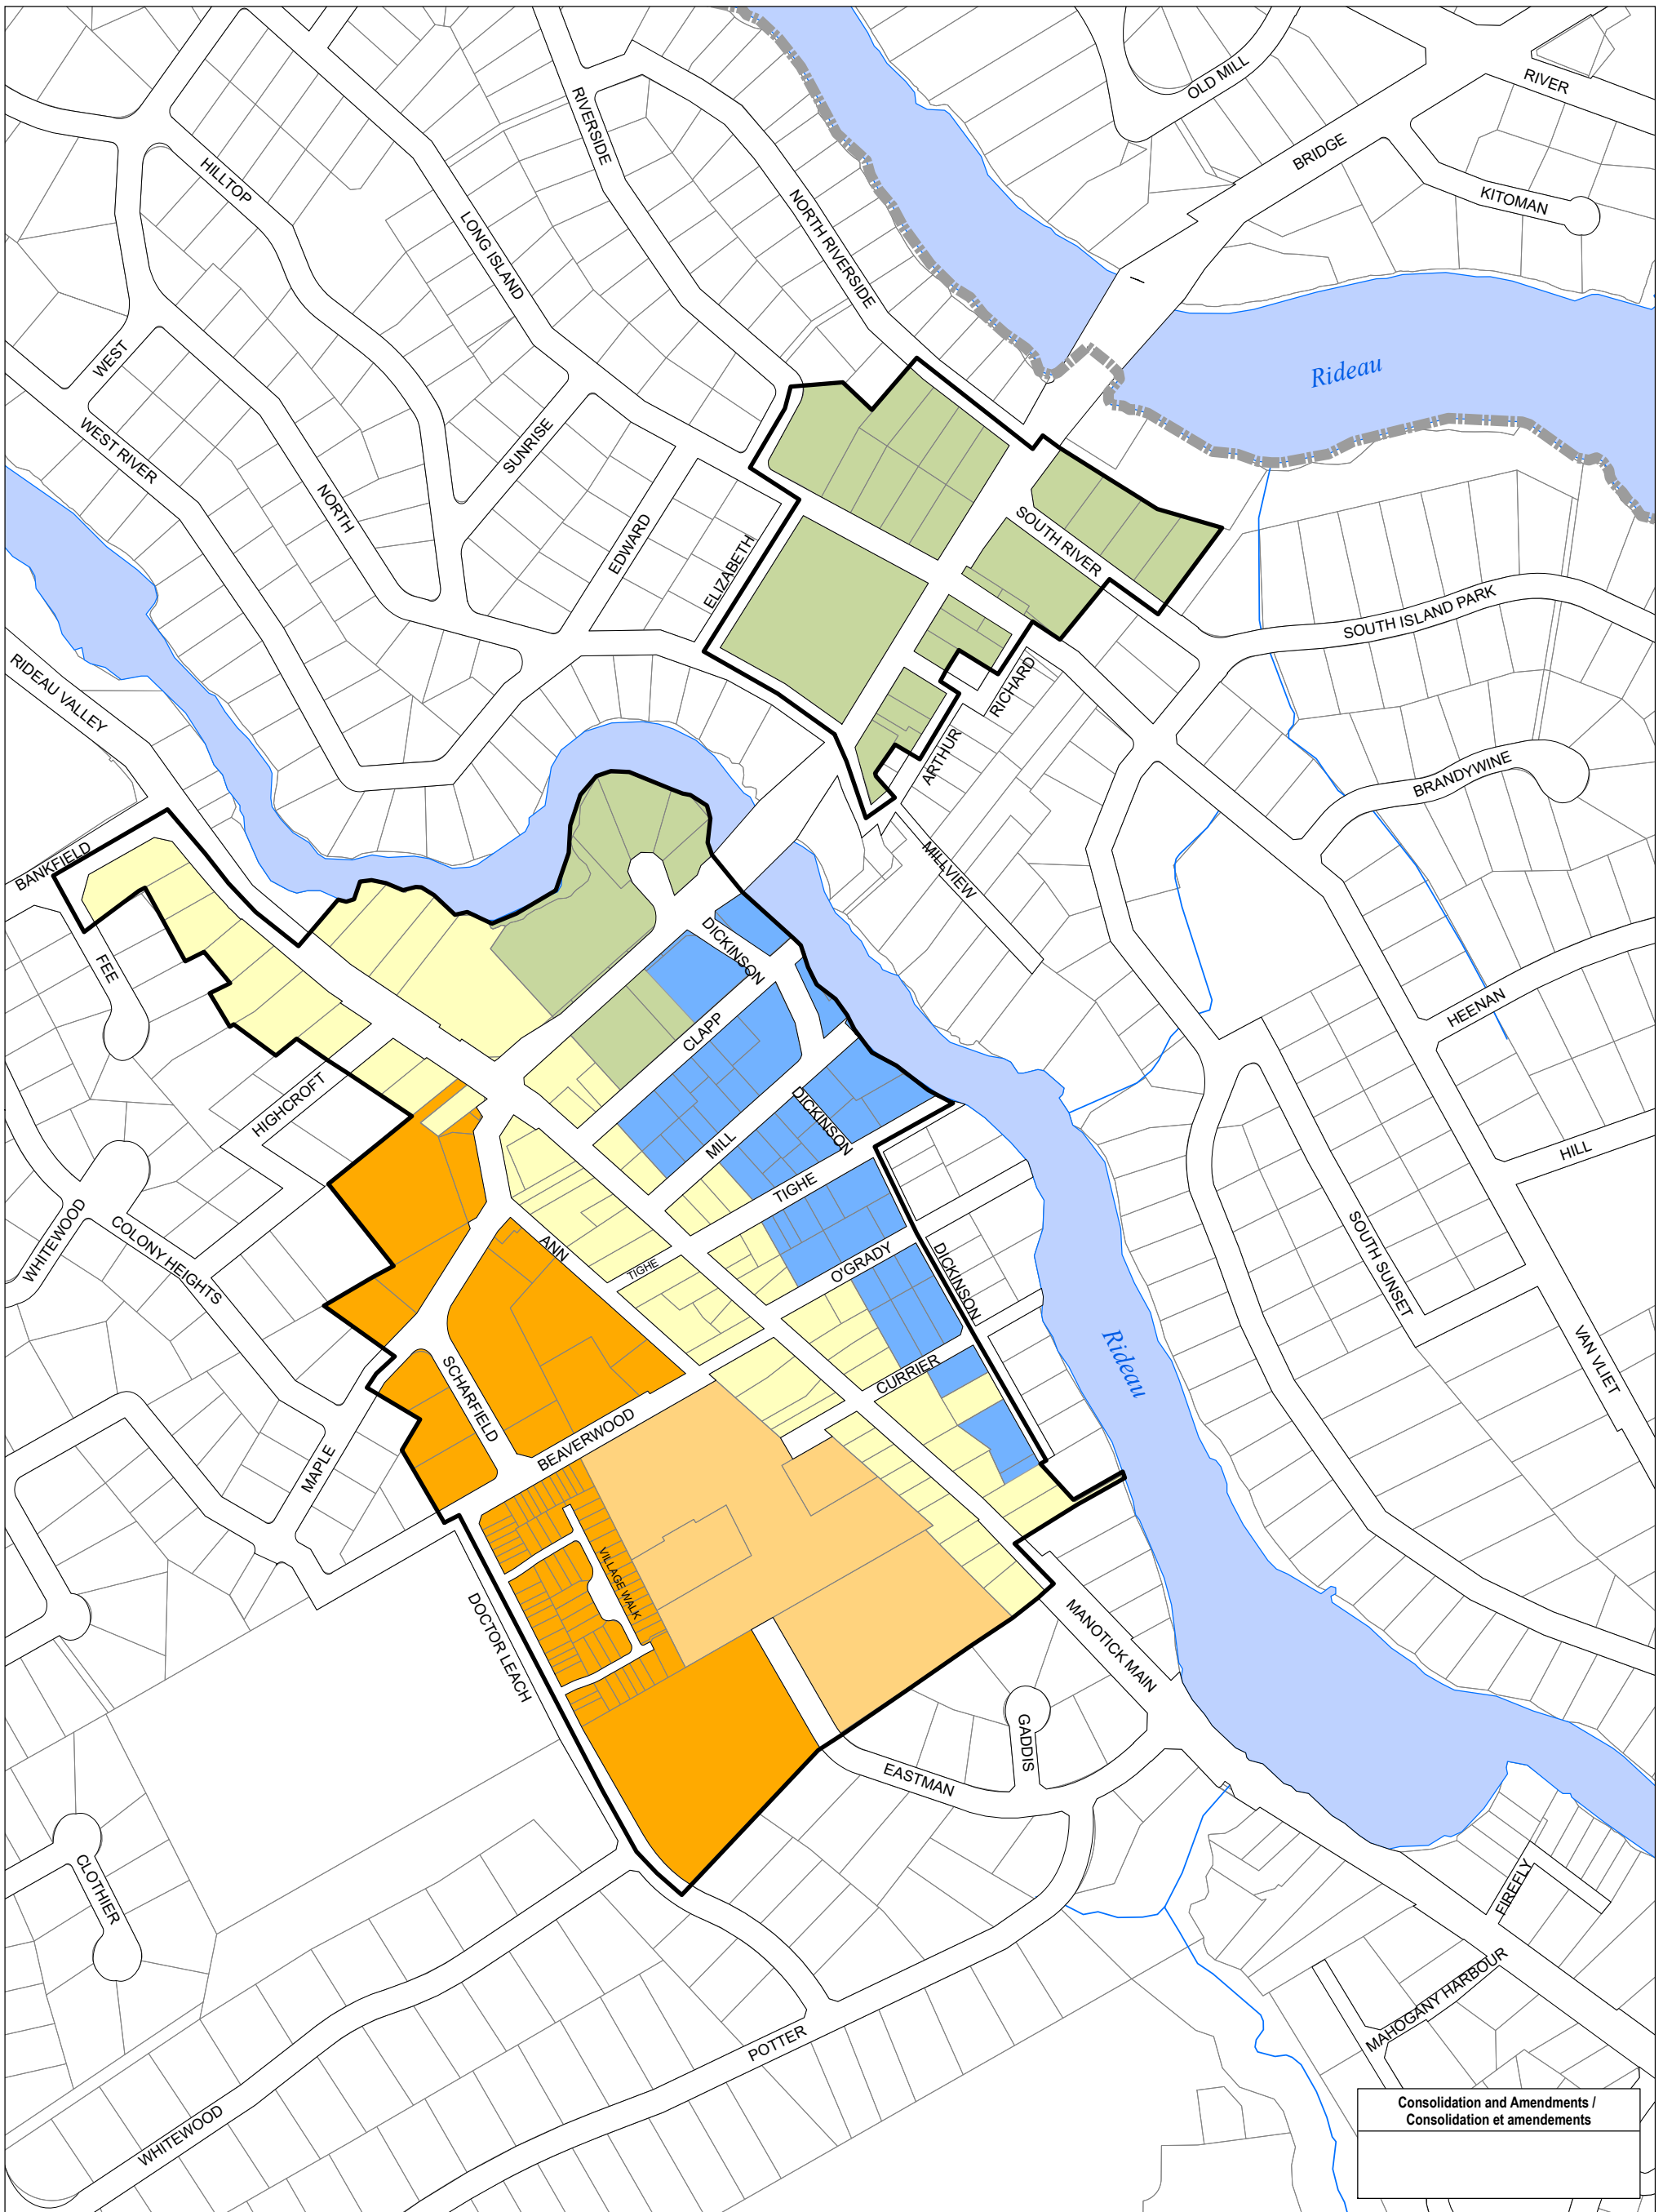 OLD MILL
RIVER
RIVERSIDE
BRIDGE
HILLTOP
KITOMAN
LONG ISLAND
NORTH RIVERSIDE
WEST
Rideau
WEST RIVER
SUNRISE
NORTH
EDWARD
ELIZABETH
SOUTH RIVER
SOUTH ISLAND PARK
RIDEAU VALLEY
RICHARD
ARTHUR
BRANDYWINE
BANKFIELD
MILLVIEW
FEE
DICKINSON
HEENAN
CLAPP
HIGHCROFT
MILL
DICKINSON
HILL
TIGHE
WHITEWOOD
COLONY HEIGHTS
ANN
TIGHE
O'GRADY
DICKINSON
SOUTH SUNSET
Rideau
VAN VLIET
SCHARFIELD
CURRIER
BEAVERWOOD
MAPLE
VILLAGE WALK
DOCTOR LEACH
MANOTICK MAIN
GADDIS
EASTMAN
CLOTHIER
FIREFLY
MAHOGANY HARBOUR
POTTER
WHITEWOOD
Consolidation and Amendments /
Consolidation et amendements